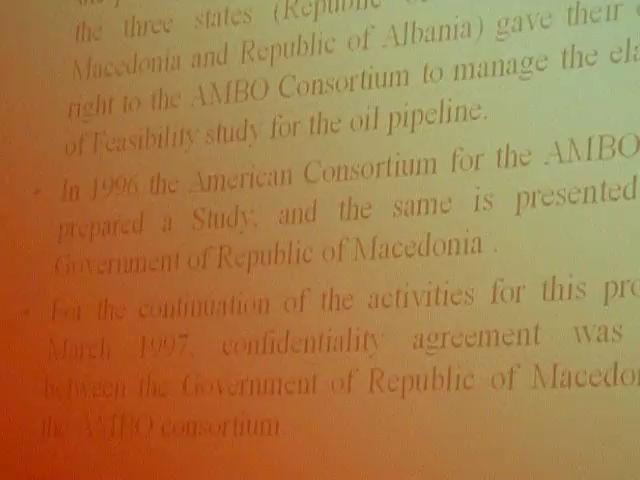 the three states (Republic
Macedonia and Republic of Albania) gave their
right to the AMBO Consortium to manage the ela
of Feasibility study for the oil pipeline.
• In 1996 the American Consortium for the AMBO
prepared a Study, and the same is presented
Government of Republic of Macedonia .
• For the continuation of the activities for this pro
March 1997, confidentiality agreement was
between the Government of Republic of Macedon
the AMBO consortium.